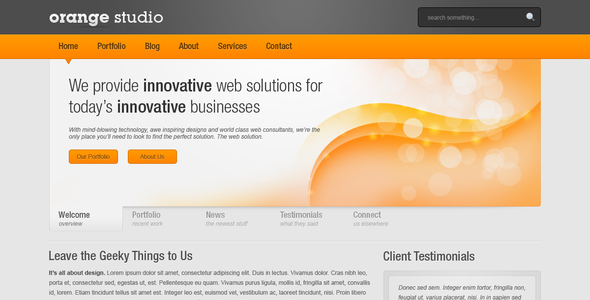 orange studio
search something...
Home Portfolio Blog About Services Contact
We provide innovative web solutions for
today's innovative businesses
With mind-blowing technology, awe inspiring designs and world class web consultants, we're the
only place you'll need to look to find the perfect solution. The web solution.
Our Portfolio About Us
Welcome Portfolio News Testimonials Connect
overview recent work the newest stuff what they said us elsewhere
Leave the Geeky Things to Us
It's all about design. Lorem ipsum dolor sit amet, consectetur adipiscing elit. Duis in lectus. Vivamus dolor. Cras nibh leo,
porta et, consectetur sed, egestas ut, est. Pellentesque eu quam. Vivamus purus ligula, mollis id, fringilla sit amet, convallis
id, lorem. Etiam tincidunt tellus sit amet est. Integer leo est, euismod vel, vestibulum ac, laoreet tincidunt, nisi. Proin libero
Client Testimonials
Donec sed sem. Integer enim tortor, fringilla non,
feugiat ut, varius placerat, nisi. In in sapien et